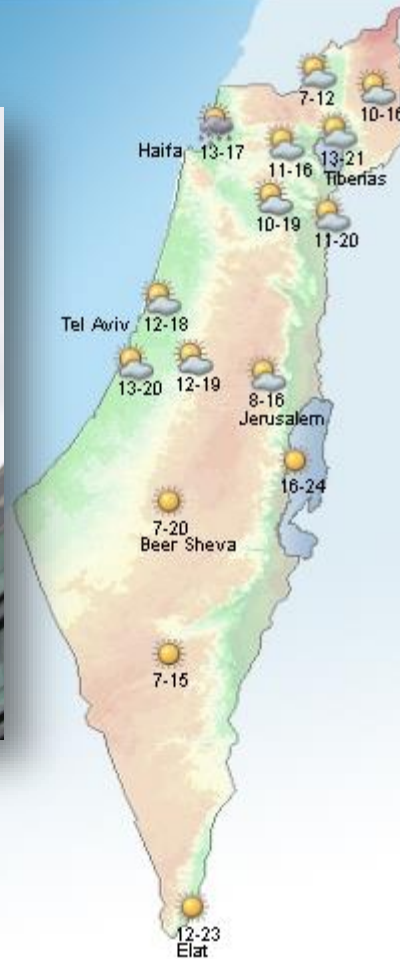 7-12
10-16
Haifa 13-17
11-16
13-21
Tiberias
10-19
11-20
Tel Aviv 12-18
13-20
12-19
8-16
Jerusalem
16-24
7-20
Beer Sheva
7-15
12-23
Elat